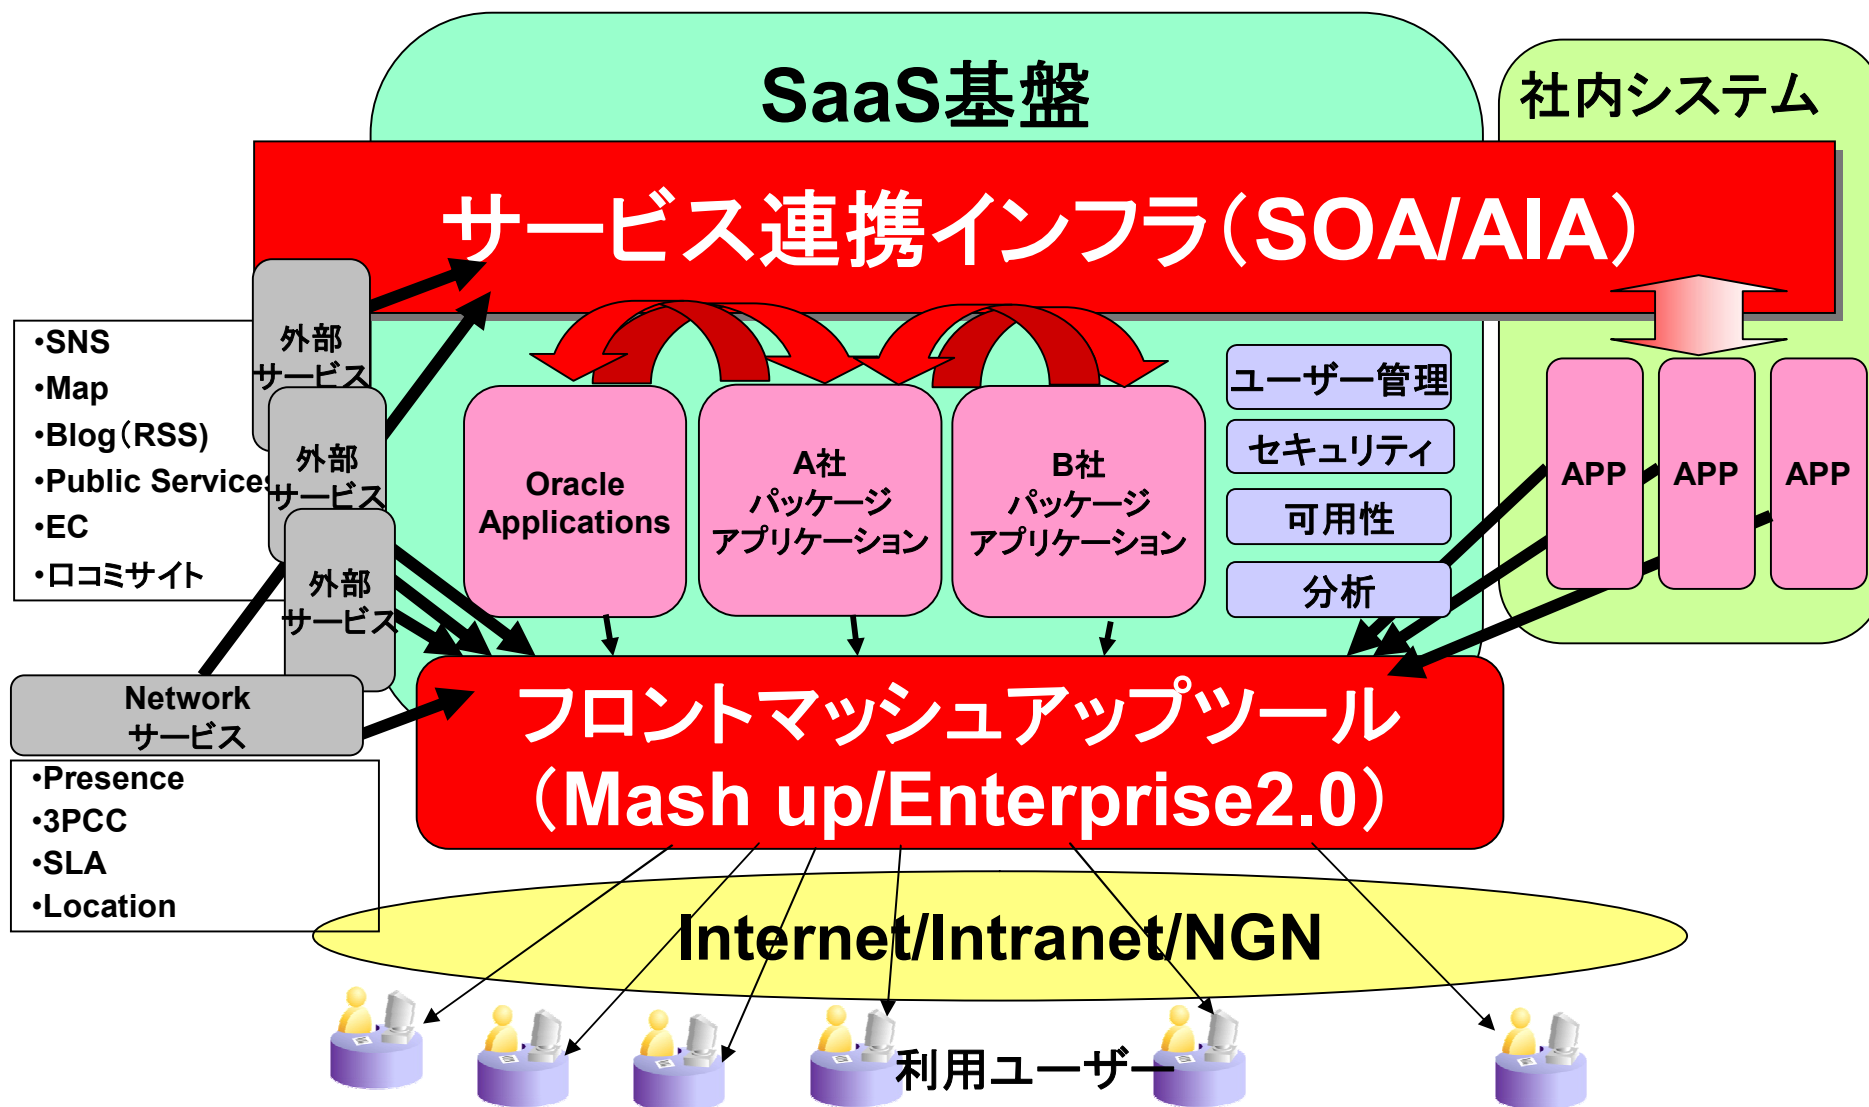 SaaS基盤
社内システム
サービス連携インフラ（SOA/AIA）
外部
サービス
外部
サービス
外部
サービス
•SNS
•Map
•Blog（RSS)
•Public Services
•EC
•口コミサイト
Oracle
Applications
A社
パッケージ
アプリケーション
B社
パッケージ
アプリケーション
ユーザー管理
セキュリティ
可用性
分析
APP
APP
APP
Network
サービス
•Presence
•3PCC
•SLA
•Location
フロントマッシュアップツール
（Mash up/Enterprise2.0）
Internet/Intranet/NGN
利用ユーザー